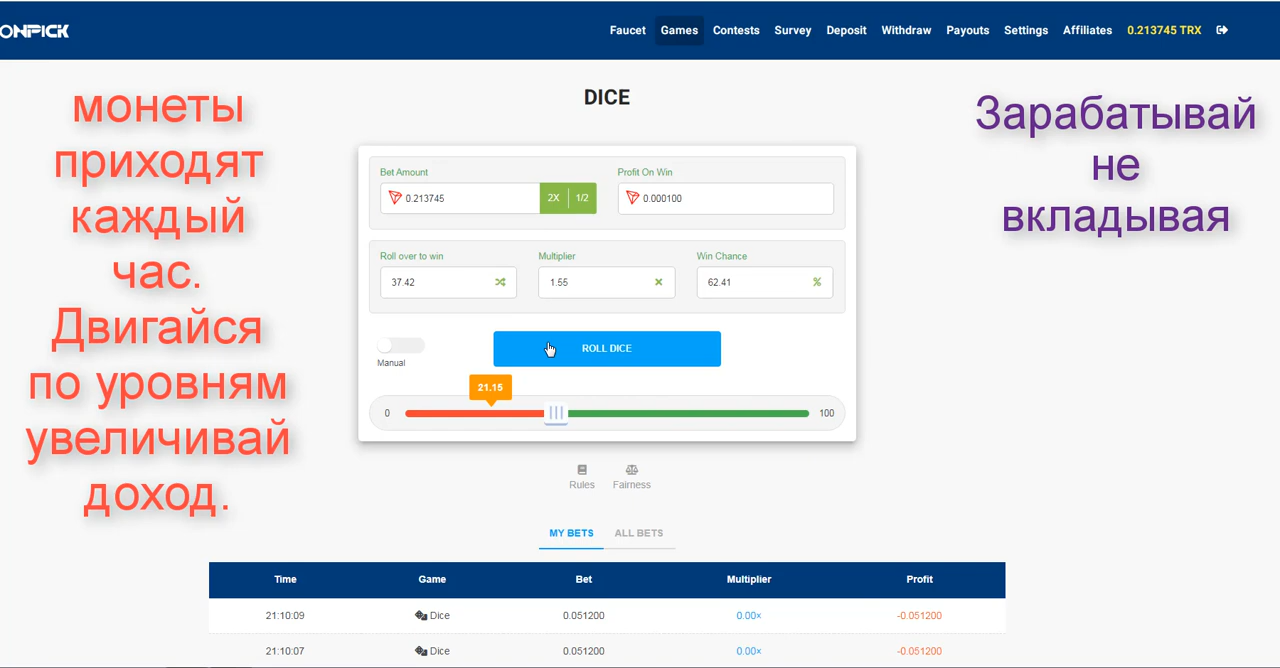 ONPICK
Faucet Games Contests Survey Deposit Withdraw Payouts Settings Affiliates 0.213745 TRX
монеты
приходят
каждый
час.
Двигайся
по уровням
увеличивай
доход.
Зарабатывай
не
вкладывая
DICE
Bet Amount Profit On Win
0.213745 2X 1/2 0.000100
Roll over to win Multiplier Win Chance
37.42 1.55 62.41 %
Manual ROLL DICE
21.15
0 100
Rules Fairness
MY BETS ALL BETS
Time Game Bet Multiplier Profit
21:10:09 Dice 0.051200 0.00× -0.051200
21:10:07 Dice 0.051200 0.00× -0.051200